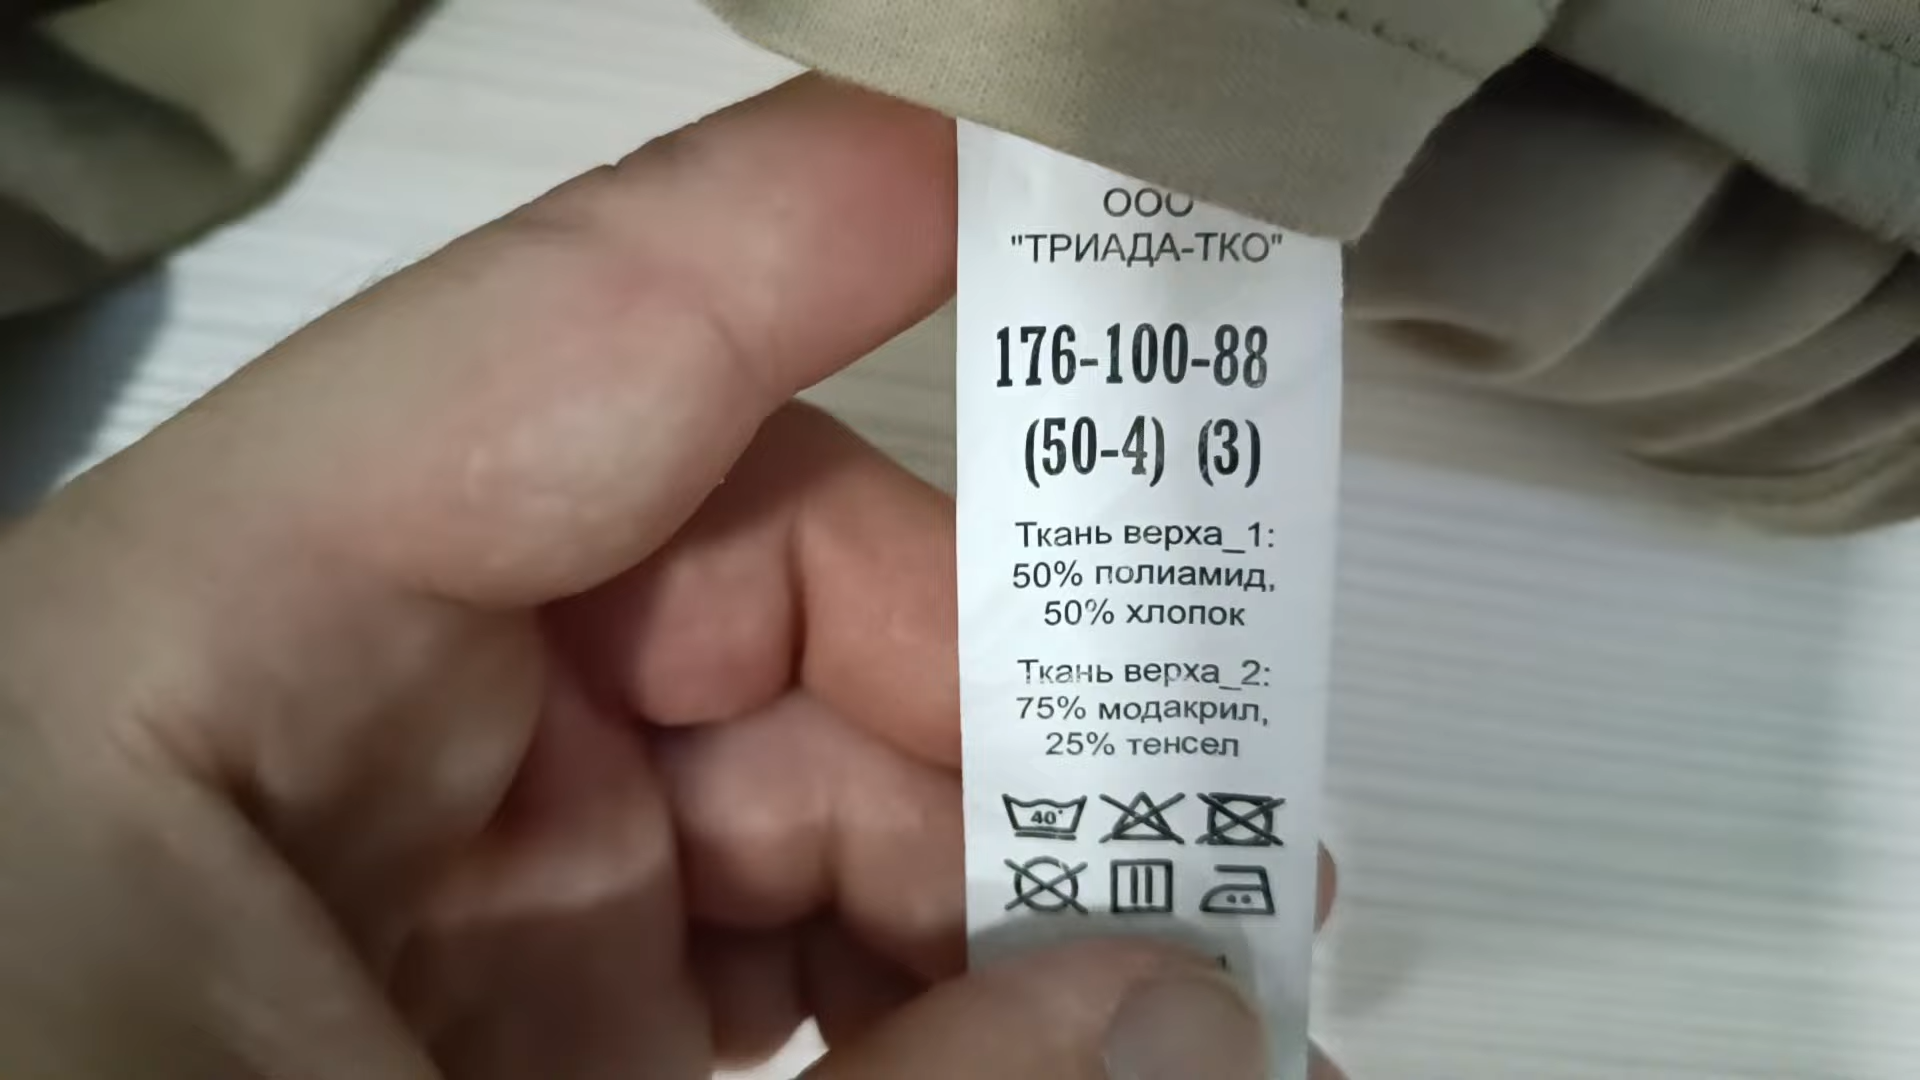 ООО
"ТРИАДА-ТКО"
176-100-88
(50-4) (3)
Ткань верха_1:
50% полиамид,
50% хлопок
Ткань верха_2:
75% модакрил,
25% тенсел
40°